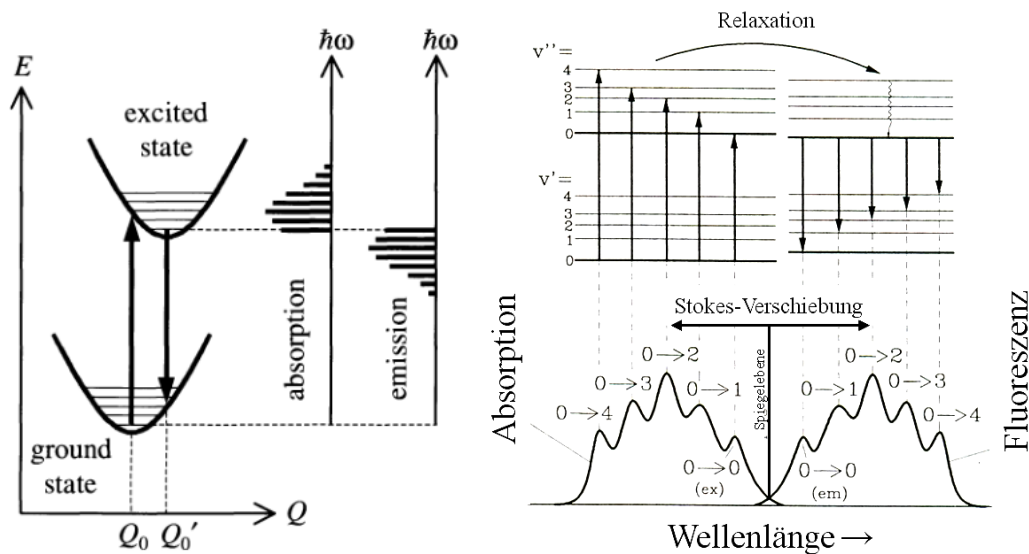 E
excited
state
ground
state
Q₀
Q₀′
Q
ħω
ħω
absorption
emission
Relaxation
v''=
4
3
2
1
0
v'=
4
3
2
1
0
Absorption
Stokes-Verschiebung
Spiegelebene
0→4
0→3
0→2
0→1
0→0
(ex)
0→0
(em)
0→1
0→2
0→3
0→4
Fluoreszenz
Wellenlänge →